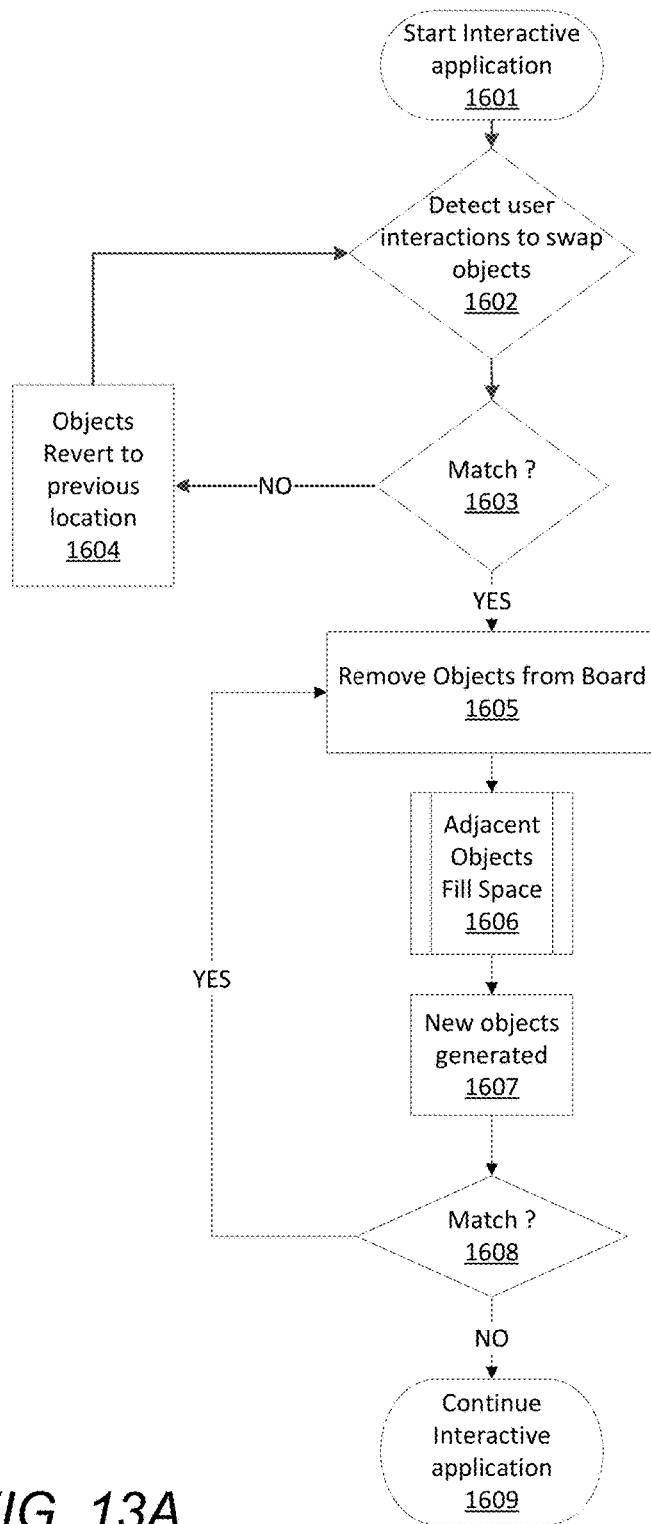 Start Interactive
application
1601
Detect user
interactions to swap
objects
1602
Objects
Revert to
previous
location
1604
NO
Match ?
1603
YES
Remove Objects from Board
1605
Adjacent
Objects
Fill Space
1606
YES
New objects
generated
1607
Match ?
1608
NO
Continue
Interactive
application
1609
FIG. 13A